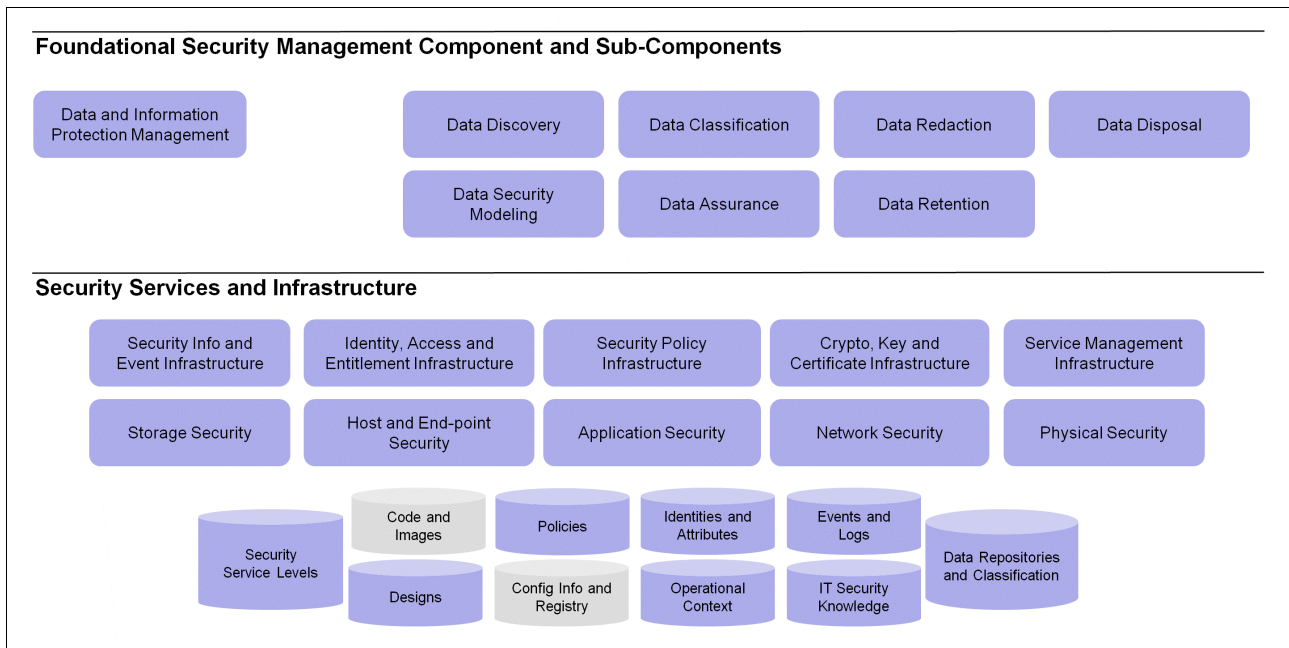 Foundational Security Management Component and Sub-Components
Data and Information
Protection Management
Data Discovery
Data Classification
Data Redaction
Data Disposal
Data Security
Modeling
Data Assurance
Data Retention
Security Services and Infrastructure
Security Info and
Event Infrastructure
Identity, Access and
Entitlement Infrastructure
Security Policy
Infrastructure
Crypto, Key and
Certificate Infrastructure
Service Management
Infrastructure
Storage Security
Host and End-point
Security
Application Security
Network Security
Physical Security
Security
Service Levels
Code and
Images
Policies
Identities and
Attributes
Events and
Logs
Data Repositories
and Classification
Designs
Config Info and
Registry
Operational
Context
IT Security
Knowledge